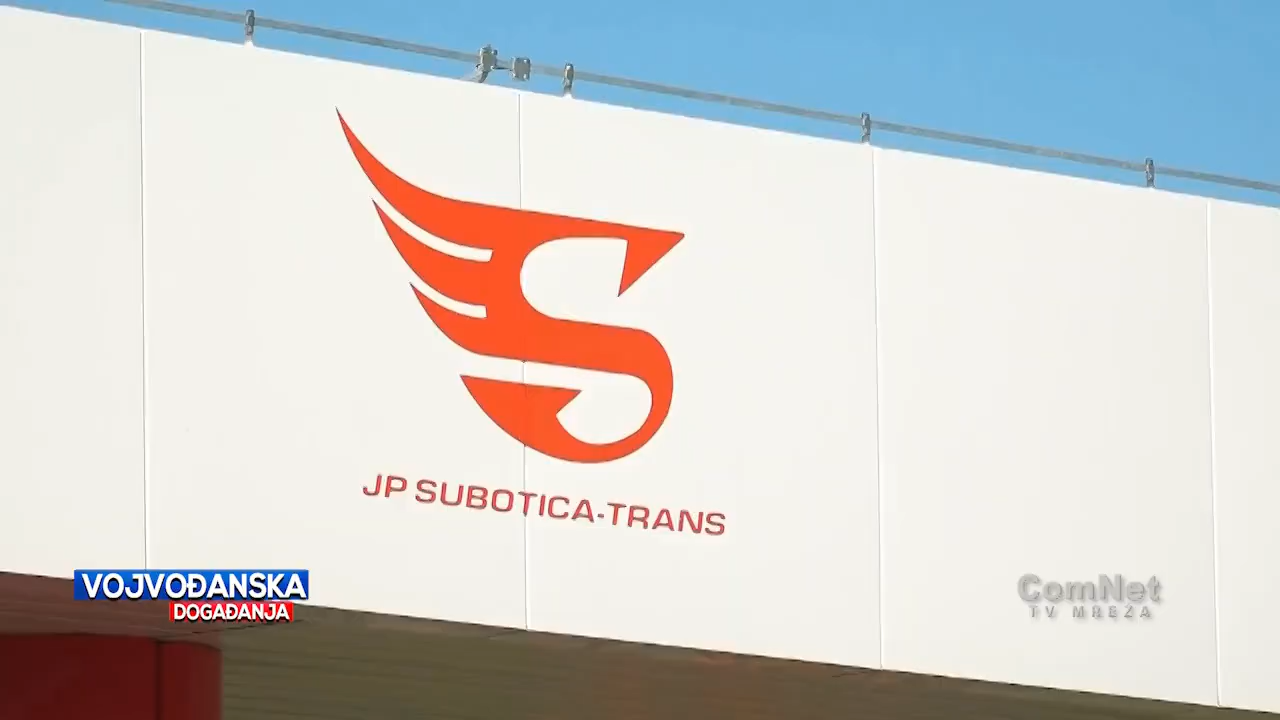 JP SUBOTICA-TRANS
VOJVOĐANSKA
DOGAĐANJA
ComNet
TV MREŽA